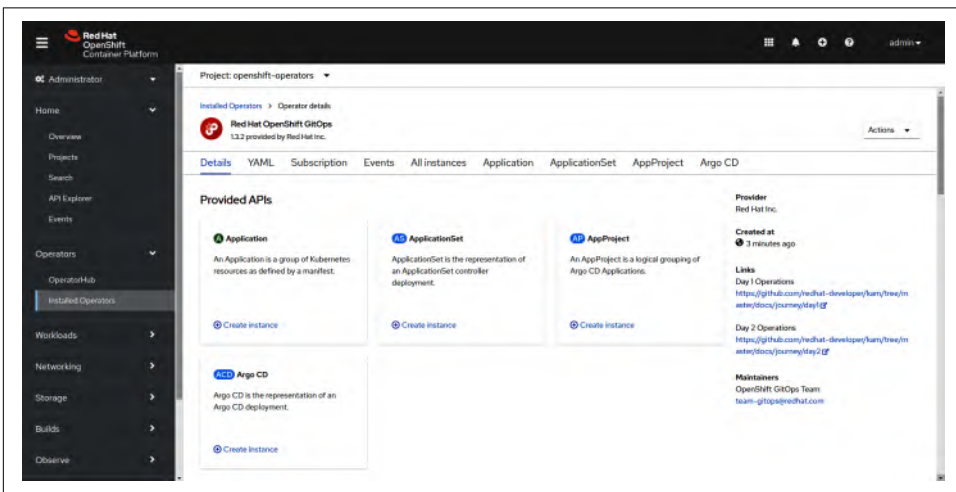 Red Hat
OpenShift
Container Platform
admin
Administrator
Home
Overview
Projects
Search
API Explorer
Events
Operators
OperatorHub
Installed Operators
Workloads
Networking
Storage
Builds
Observe
Project: openshift-operators
Installed Operators > Operator details
Red Hat OpenShift GitOps
1.3.2 provided by Red Hat Inc.
Actions
Details YAML Subscription Events All instances Application ApplicationSet AppProject Argo CD
Provided APIs
A Application
An Application is a group of Kubernetes
resources as defined by a manifest.
Create instance
AS ApplicationSet
ApplicationSet is the representation of
an ApplicationSet controller
deployment.
Create instance
AP AppProject
An AppProject is a logical grouping of
Argo CD Applications.
Create instance
ACD Argo CD
Argo CD is the representation of an
Argo CD deployment.
Create instance
Provider
Red Hat Inc.
Created at
3 minutes ago
Links
Day 1 Operations
https://github.com/redhat-developer/kam/tree/m
aster/docs/journey/day1
Day 2 Operations
https://github.com/redhat-developer/kam/tree/m
aster/docs/journey/day2
Maintainers
OpenShift GitOps Team
team-gitops@redhat.com